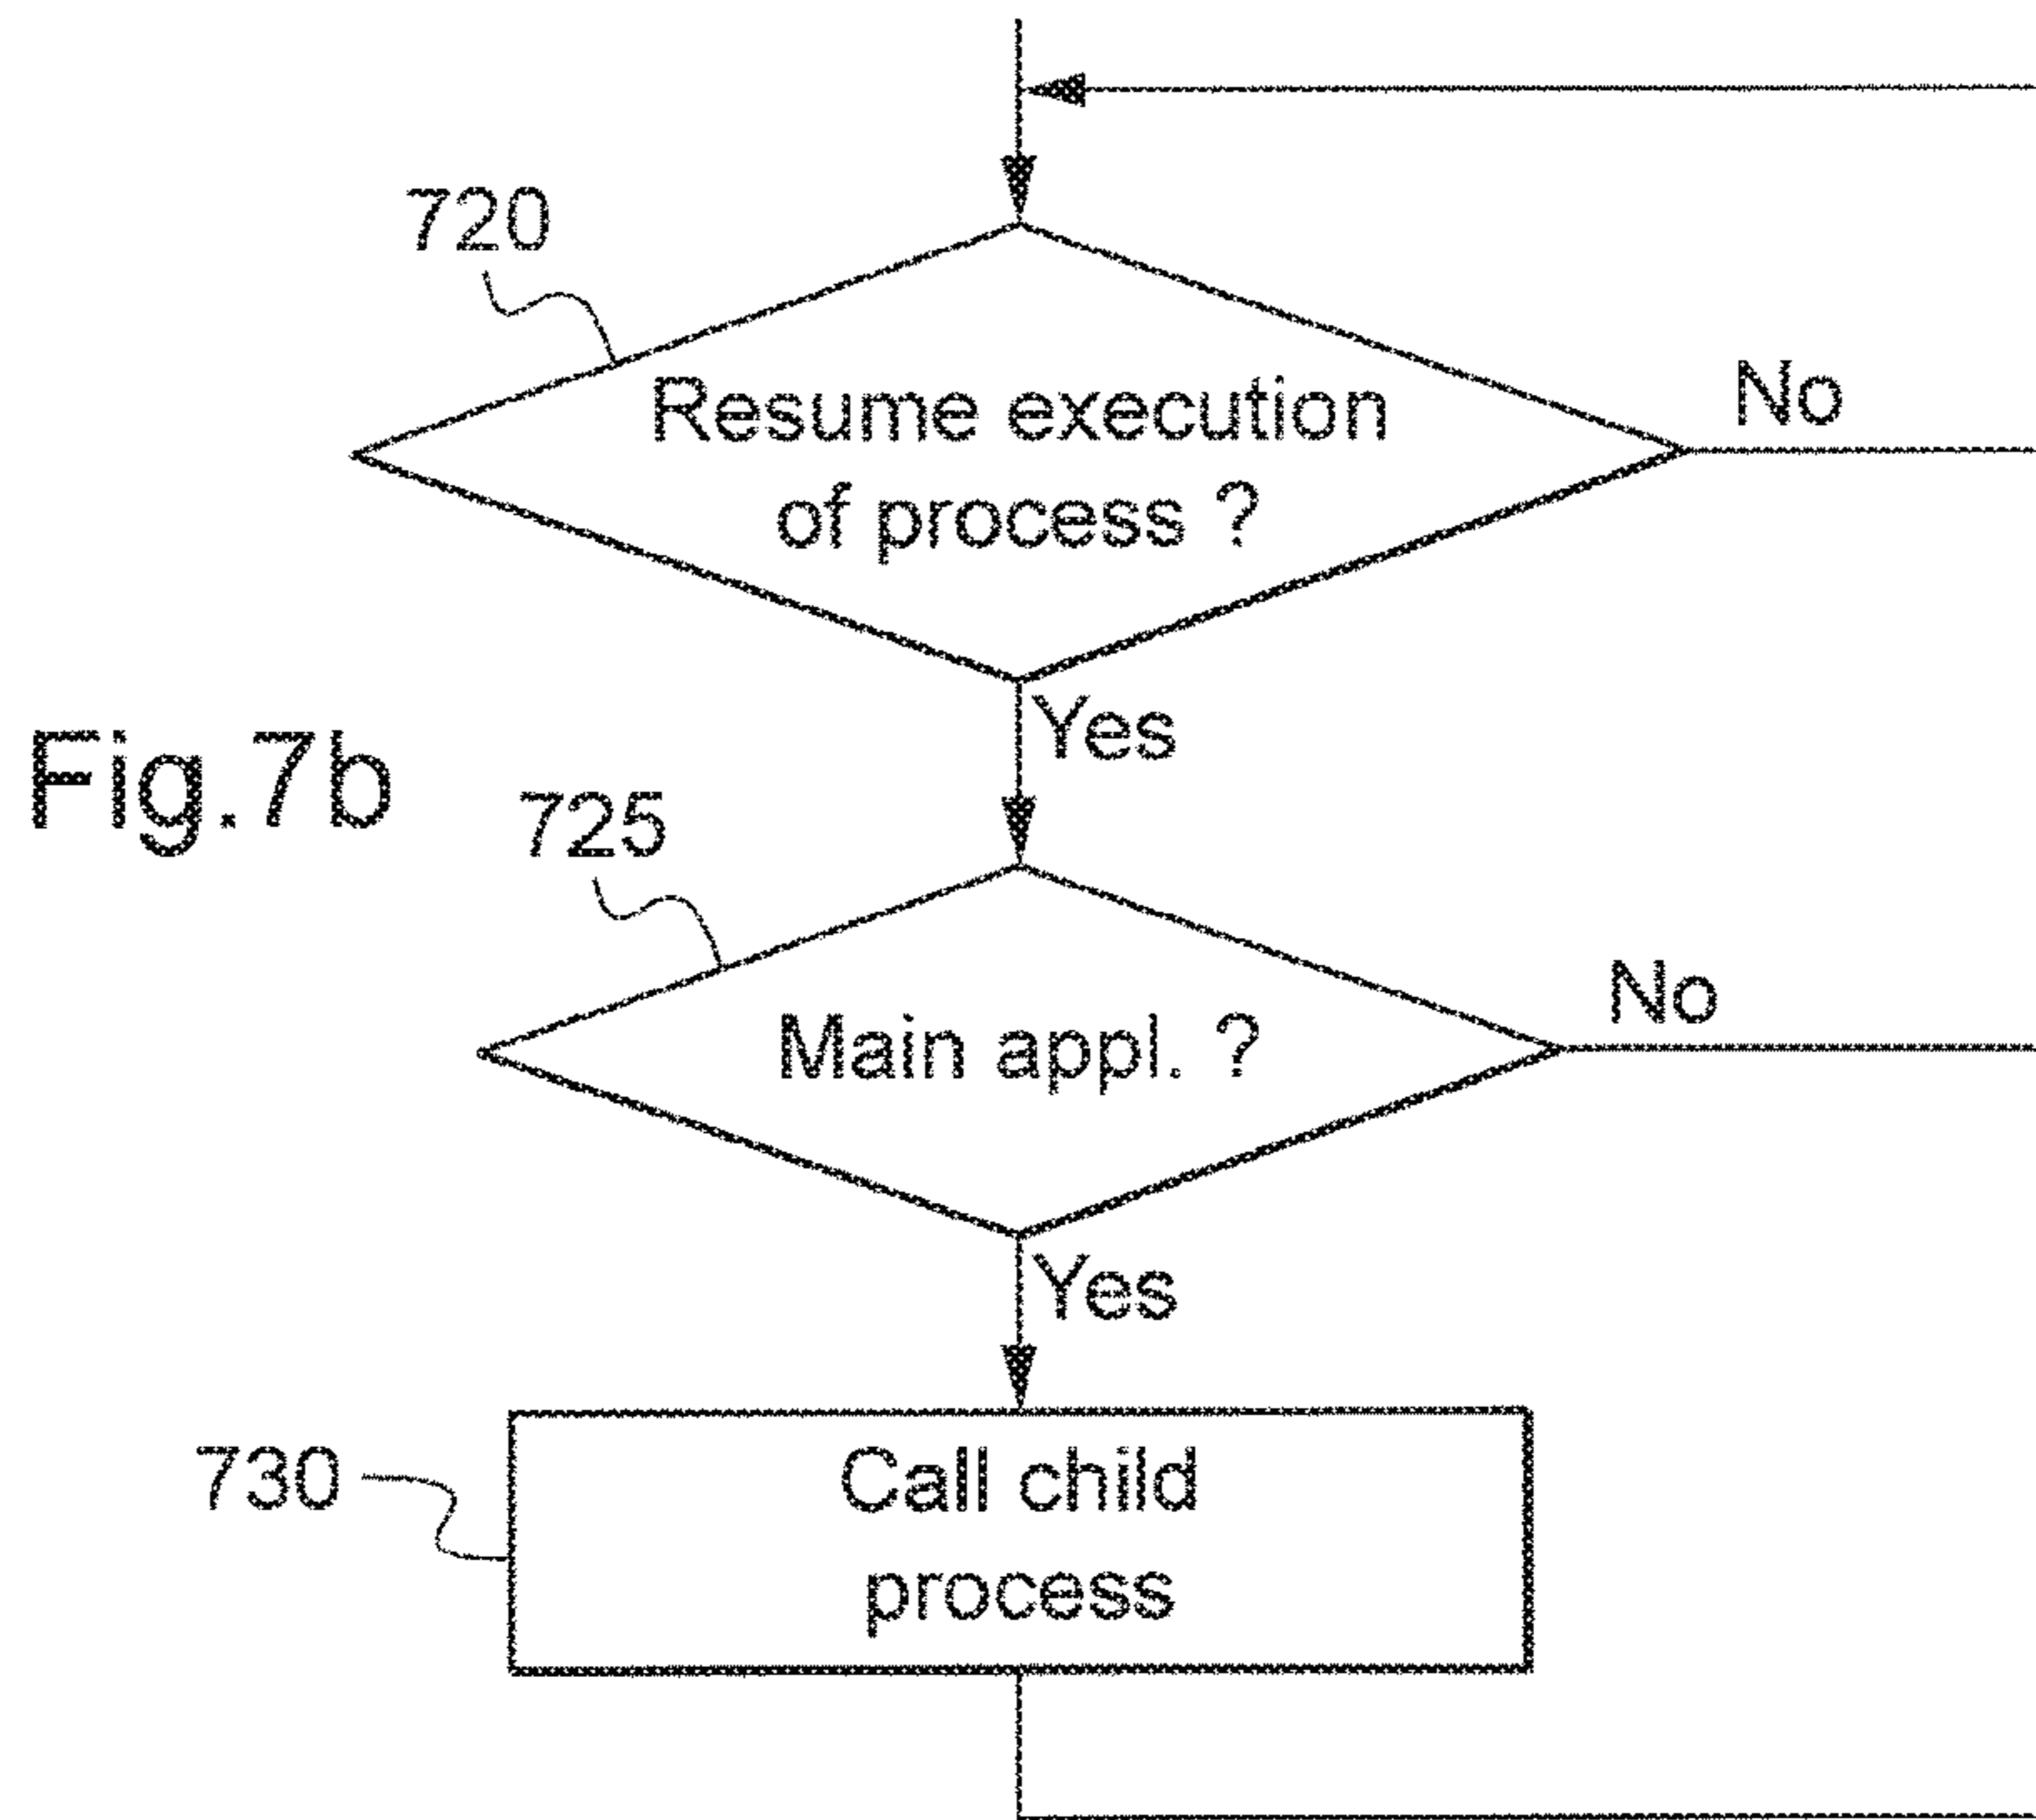 720
Resume execution
of process ?
No
Yes
Fig.7b
725
Main appl. ?
No
Yes
730
Call child
process